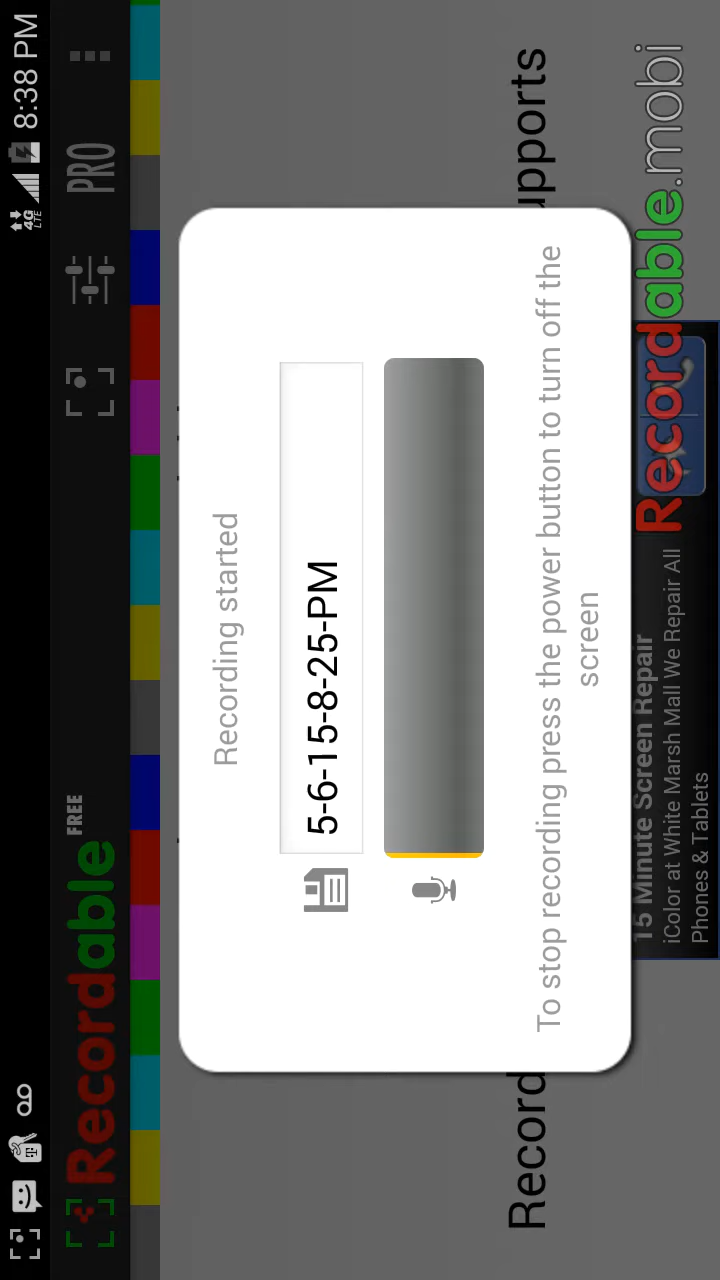 4G LTE 8:38 PM
Recordable FREE PRO
Recording started
5-6-15-8-25-PM
To stop recording press the power button to turn off the
screen
Record
upports
Recordable.mobi
15 Minute Screen Repair
iColor at White Marsh Mall We Repair All
Phones & Tablets